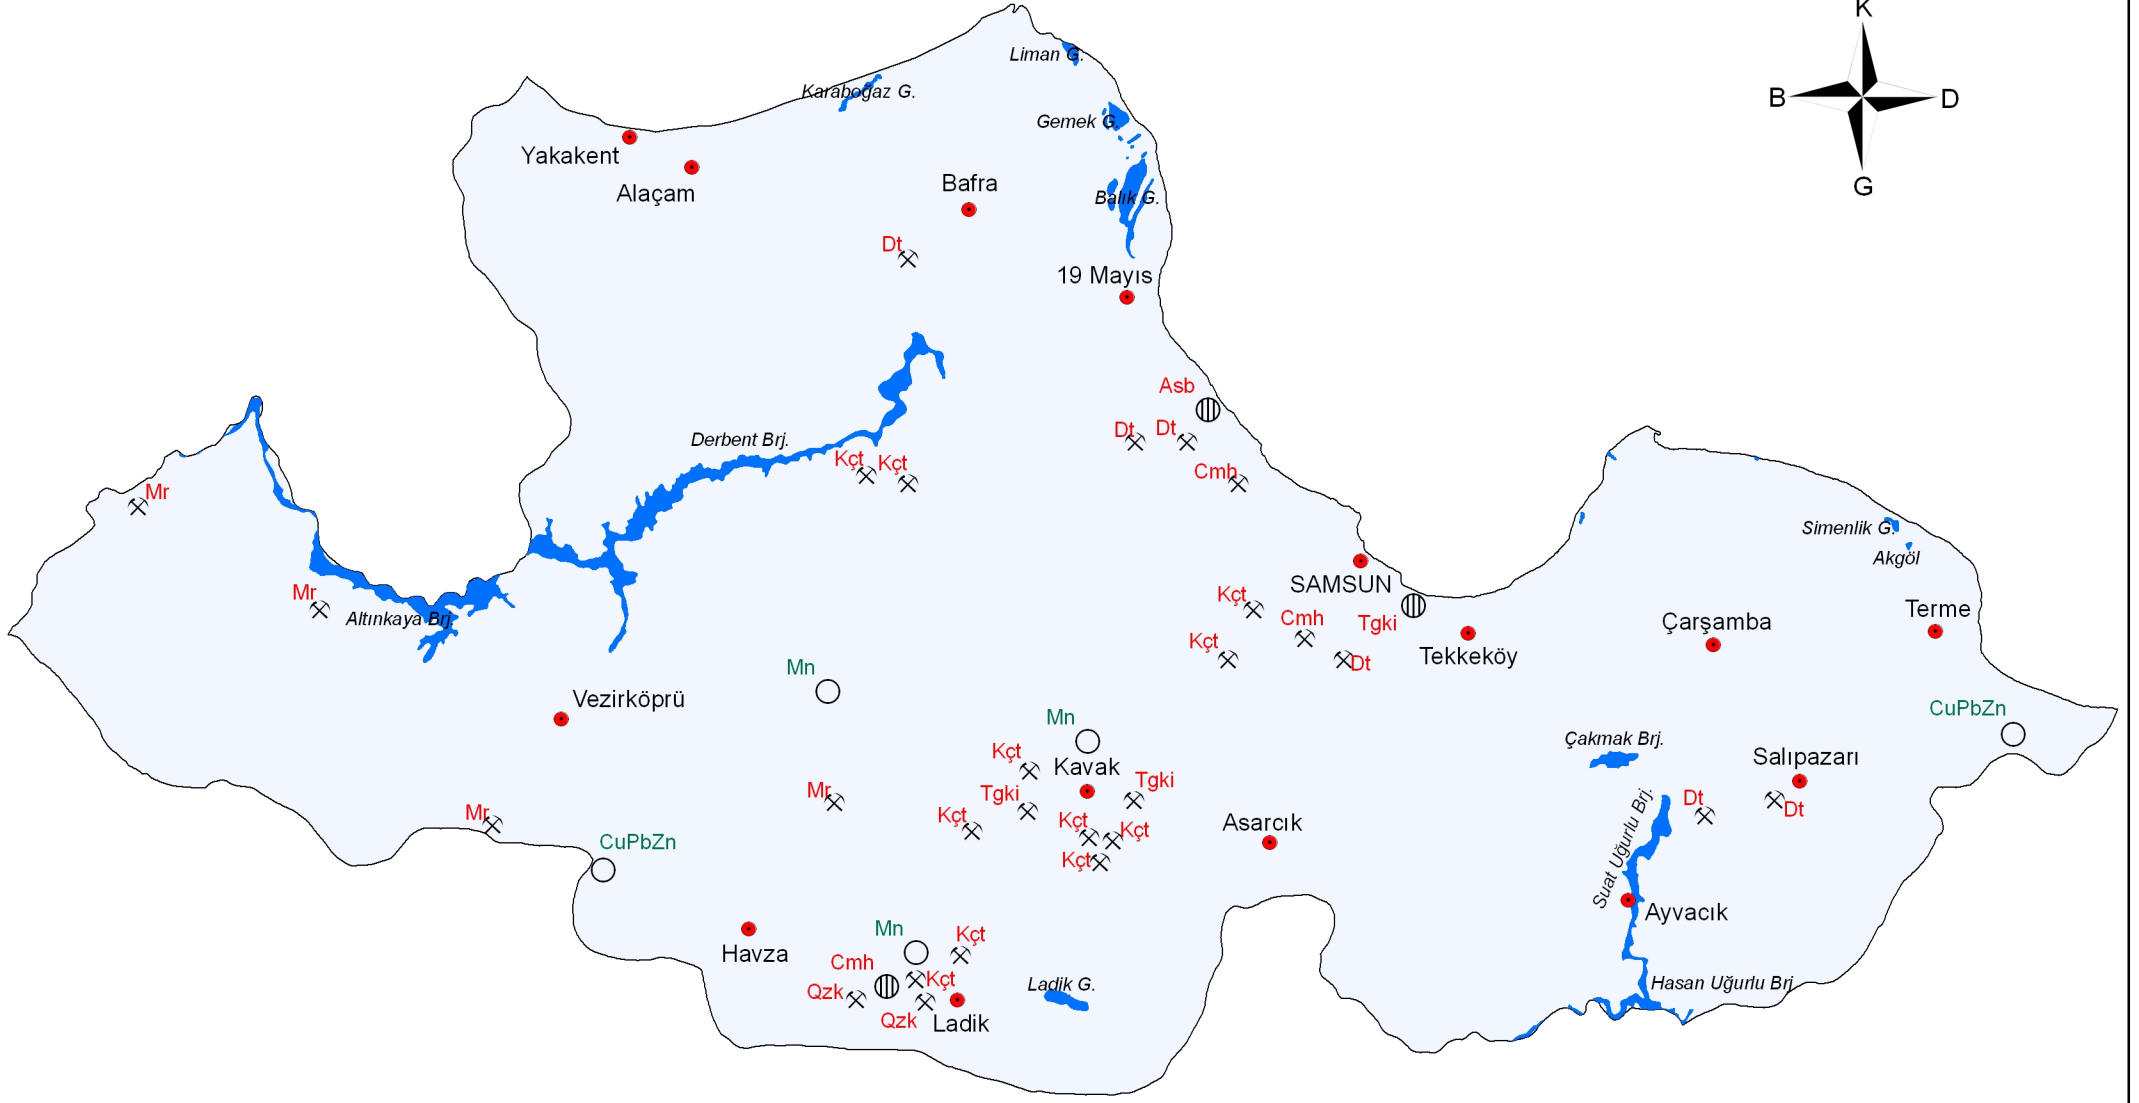 K
Liman G.
Karaboğaz G.
B
D
Gemek G.
Yakakent
Alaçam
Bafra
G
Balık G.
Dt
19 Mayıs
Asb
Derbent Brj.
Dt
Dt
Kçt
Kçt
Cmh
Mr
Simenlik G.
Akgöl
SAMSUN
Mr
Kçt
Altınkaya Brj.
Cmh
Tgki
Terme
Çarşamba
Kçt
Dt
Tekkeköy
Mn
Vezirköprü
Mn
CuPbZn
Çakmak Brj.
Kçt
Kavak
Salıpazarı
Tgki
Mr
Tgki
Dt
Dt
Mr
Kçt
Kçt
Kçt
Asarcık
CuPbZn
Suat Uğurlu Brj.
Kçt
Ayvacık
Mn
Kçt
Havza
Cmh
Kçt
Ladik G.
Hasan Uğurlu Brj
Qzk
Qzk
Ladik